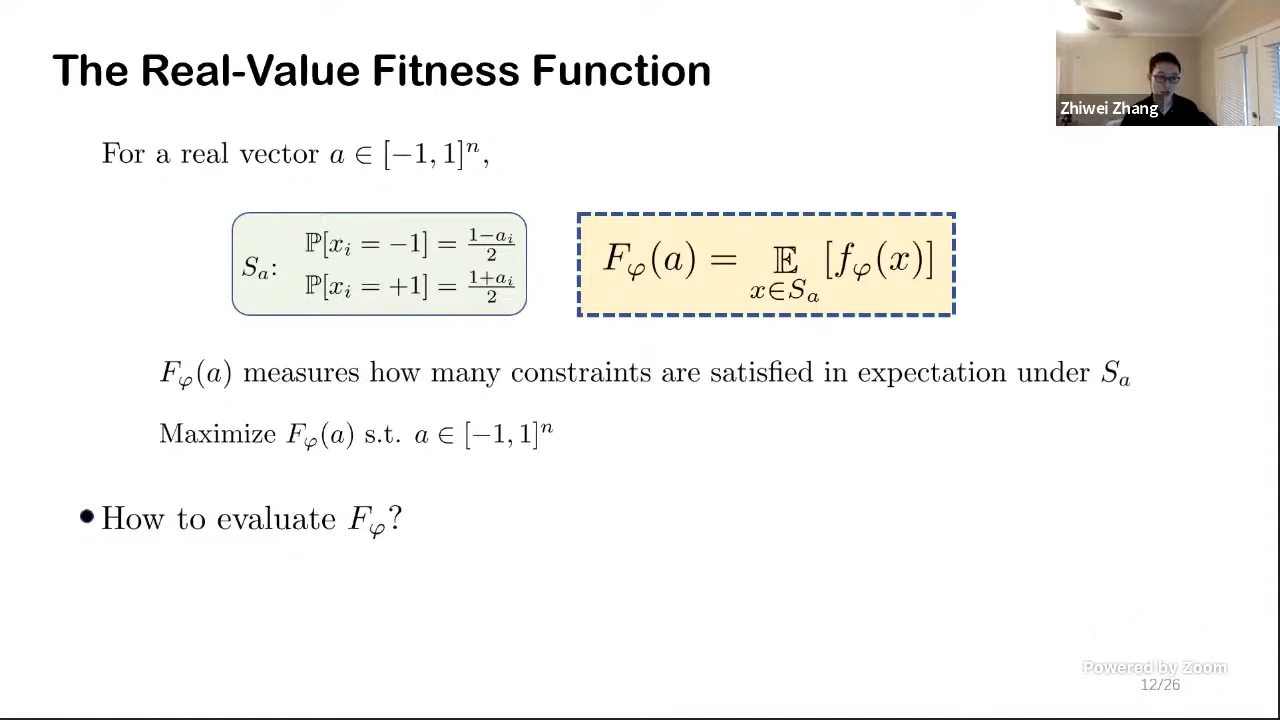 The Real-Value Fitness Function
Zhiwei Zhang
For a real vector a ∈ [−1, 1]ⁿ,
Sₐ:
ℙ[xᵢ = −1] = (1−aᵢ)/2
ℙ[xᵢ = +1] = (1+aᵢ)/2
F_φ(a) = 𝔼_{x∈Sₐ} [f_φ(x)]
F_φ(a) measures how many constraints are satisfied in expectation under Sₐ
Maximize F_φ(a) s.t. a ∈ [−1, 1]ⁿ
• How to evaluate F_φ?
Powered by Zoom
12/26